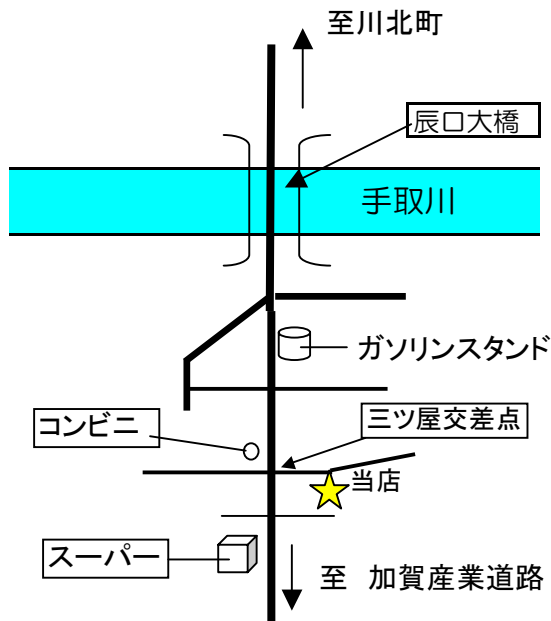 至川北町
辰口大橋
手取川
ガソリンスタンド
コンビニ
三ツ屋交差点
当店
スーパー
至 加賀産業道路